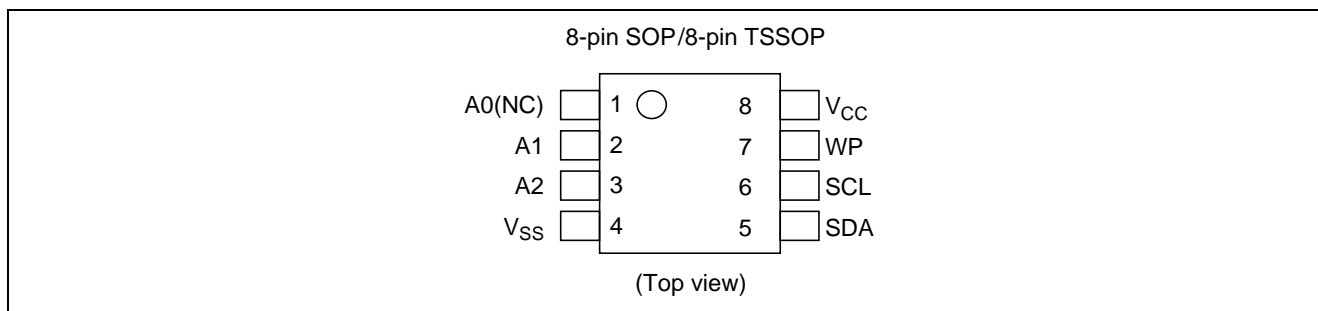 8-pin SOP/8-pin TSSOP
A0(NC) 1 8 VCC
A1 2 7 WP
A2 3 6 SCL
VSS 4 5 SDA
(Top view)